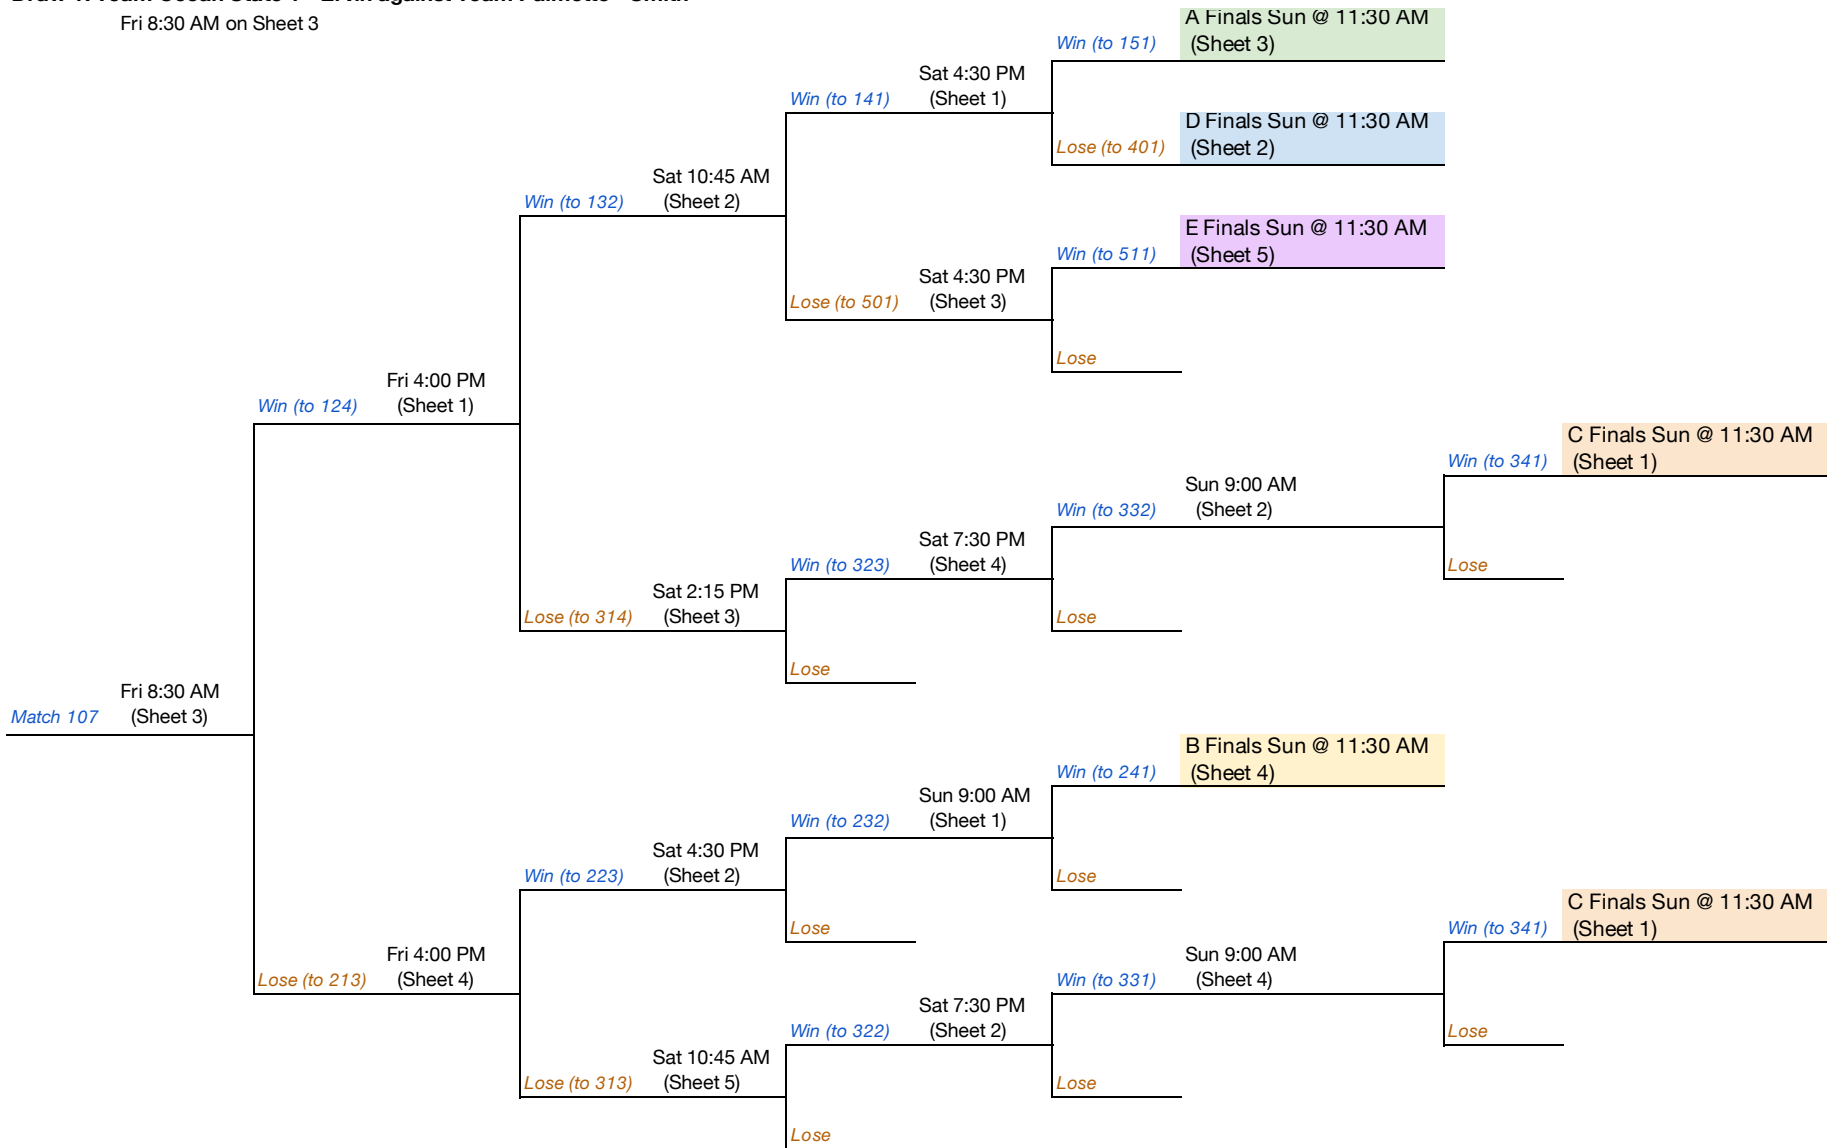 Fri 8:30 AM on Sheet 3
A Finals Sun @ 11:30 AM
Win (to 151)
(Sheet 3)
Sat 4:30 PM
Win (to 141)
(Sheet 1)
D Finals Sun @ 11:30 AM
Lose (to 401)
(Sheet 2)
Sat 10:45 AM
Win (to 132)
(Sheet 2)
E Finals Sun @ 11:30 AM
Win (to 511)
(Sheet 5)
Sat 4:30 PM
Lose (to 501)
(Sheet 3)
Lose
Fri 4:00 PM
Win (to 124)
(Sheet 1)
C Finals Sun @ 11:30 AM
Win (to 341)
(Sheet 1)
Sun 9:00 AM
Win (to 332)
(Sheet 2)
Sat 7:30 PM
Win (to 323)
(Sheet 4)
Lose
Sat 2:15 PM
Lose (to 314)
(Sheet 3)
Lose
Lose
Fri 8:30 AM
Match 107
(Sheet 3)
B Finals Sun @ 11:30 AM
Win (to 241)
(Sheet 4)
Sun 9:00 AM
Win (to 232)
(Sheet 1)
Sat 4:30 PM
Win (to 223)
(Sheet 2)
Lose
Lose
C Finals Sun @ 11:30 AM
Win (to 341)
(Sheet 1)
Fri 4:00 PM
Lose (to 213)
(Sheet 4)
Sun 9:00 AM
Win (to 331)
(Sheet 4)
Sat 7:30 PM
Win (to 322)
(Sheet 2)
Lose
Sat 10:45 AM
Lose (to 313)
(Sheet 5)
Lose
Lose